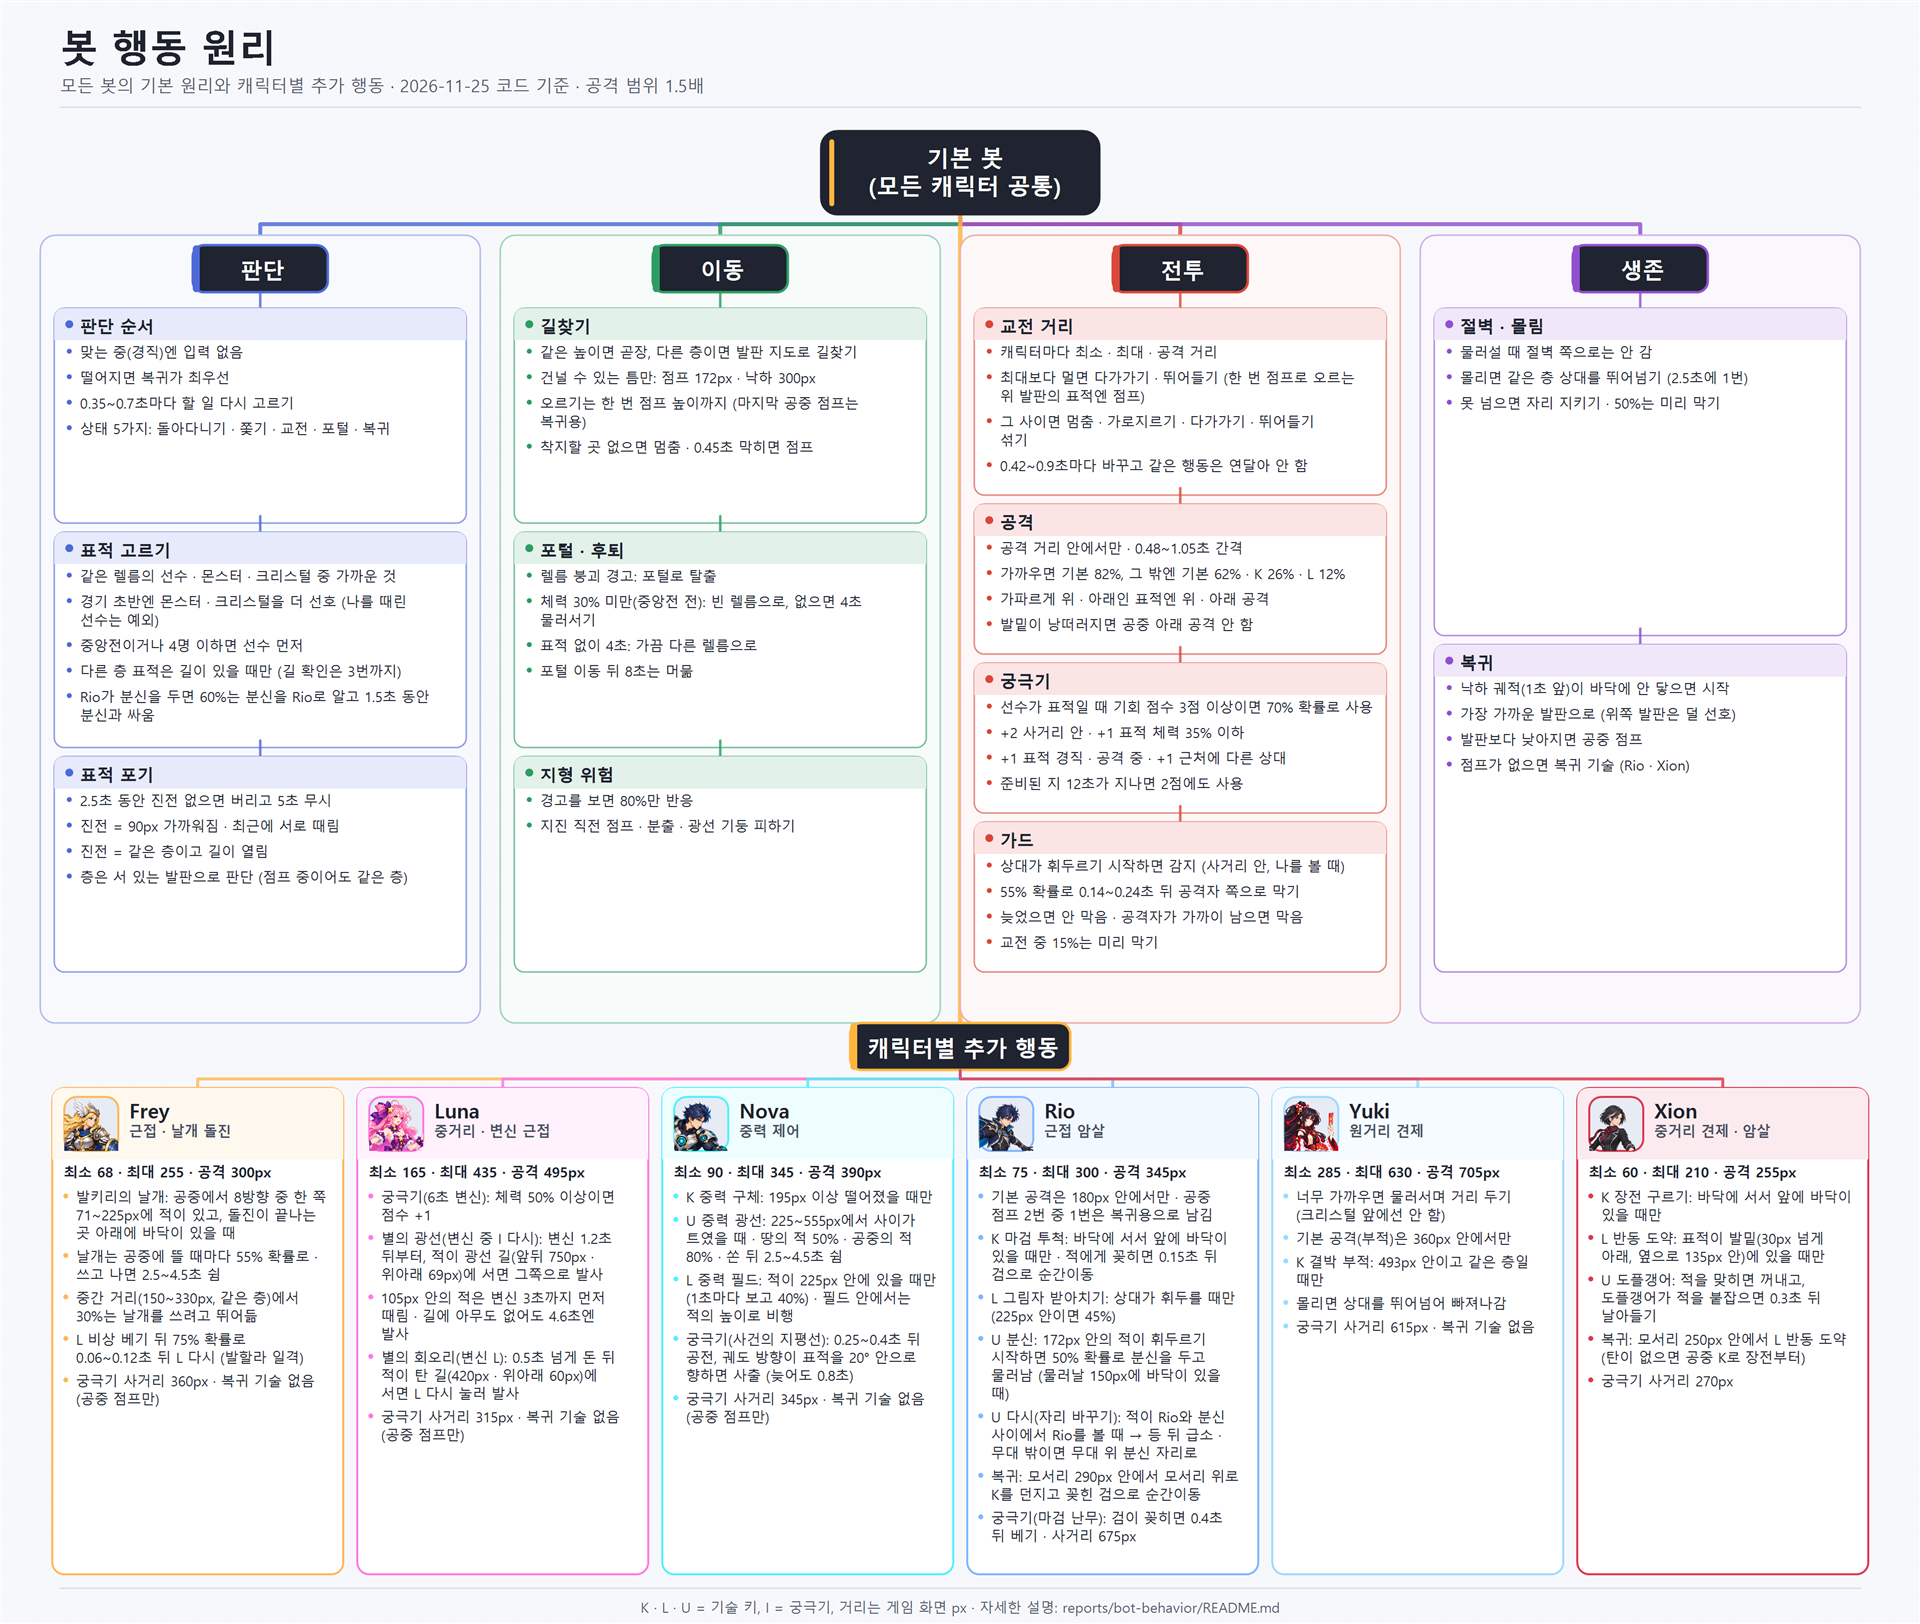 봇 행동 원리
모든 봇의 기본 원리와 캐릭터별 추가 행동 · 2026-11-25 코드 기준 · 공격 범위 1.5배
기본 봇
(모든 캐릭터 공통)
판단
판단 순서
맞는 중(경직)엔 입력 없음
떨어지면 복귀가 최우선
0.35~0.7초마다 할 일 다시 고르기
상태 5가지: 돌아다니기 · 쫓기 · 교전 · 포털 · 복귀
표적 고르기
같은 렐름의 선수 · 몬스터 · 크리스털 중 가까운 것
경기 초반엔 몬스터 · 크리스털을 더 선호 (나를 때린
선수는 예외)
중앙전이거나 4명 이하면 선수 먼저
다른 층 표적은 길이 있을 때만 (길 확인은 3번까지)
Rio가 분신을 두면 60%는 분신을 Rio로 알고 1.5초 동안
분신과 싸움
표적 포기
2.5초 동안 진전 없으면 버리고 5초 무시
진전 = 90px 가까워짐 · 최근에 서로 때림
진전 = 같은 층이고 길이 열림
층은 서 있는 발판으로 판단 (점프 중이어도 같은 층)
이동
길찾기
같은 높이면 곧장, 다른 층이면 발판 지도로 길찾기
건널 수 있는 틈만: 점프 172px · 낙하 300px
오르기는 한 번 점프 높이까지 (마지막 공중 점프는
복귀용)
착지할 곳 없으면 멈춤 · 0.45초 막히면 점프
포털 · 후퇴
렐름 붕괴 경고: 포털로 탈출
체력 30% 미만(중앙전 전): 빈 렐름으로, 없으면 4초
물러서기
표적 없이 4초: 가끔 다른 렐름으로
포털 이동 뒤 8초는 머묾
지형 위험
경고를 보면 80%만 반응
지진 직전 점프 · 분출 · 광선 기둥 피하기
전투
교전 거리
캐릭터마다 최소 · 최대 · 공격 거리
최대보다 멀면 다가가기 · 뛰어들기 (한 번 점프로 오르는
위 발판의 표적엔 점프)
그 사이면 멈춤 · 가로지르기 · 다가가기 · 뛰어들기
섞기
0.42~0.9초마다 바꾸고 같은 행동은 연달아 안 함
공격
공격 거리 안에서만 · 0.48~1.05초 간격
가까우면 기본 82%, 그 밖엔 기본 62% · K 26% · L 12%
가파르게 위 · 아래인 표적엔 위 · 아래 공격
발밑이 낭떠러지면 공중 아래 공격 안 함
궁극기
선수가 표적일 때 기회 점수 3점 이상이면 70% 확률로 사용
+2 사거리 안 · +1 표적 체력 35% 이하
+1 표적 경직 · 공격 중 · +1 근처에 다른 상대
준비된 지 12초가 지나면 2점에도 사용
가드
상대가 휘두르기 시작하면 감지 (사거리 안, 나를 볼 때)
55% 확률로 0.14~0.24초 뒤 공격자 쪽으로 막기
늦었으면 안 막음 · 공격자가 가까이 남으면 막음
교전 중 15%는 미리 막기
생존
절벽 · 몰림
물러설 때 절벽 쪽으로는 안 감
몰리면 같은 층 상대를 뛰어넘기 (2.5초에 1번)
못 넘으면 자리 지키기 · 50%는 미리 막기
복귀
낙하 궤적(1초 앞)이 바닥에 안 닿으면 시작
가장 가까운 발판으로 (위쪽 발판은 덜 선호)
발판보다 낮아지면 공중 점프
점프가 없으면 복귀 기술 (Rio · Xion)
캐릭터별 추가 행동
Frey
근접 · 날개 돌진
최소 68 · 최대 255 · 공격 300px
발키리의 날개: 공중에서 8방향 중 한 쪽
71~225px에 적이 있고, 돌진이 끝나는
곳 아래에 바닥이 있을 때
날개는 공중에 뜰 때마다 55% 확률로 ·
쓰고 나면 2.5~4.5초 쉼
중간 거리(150~330px, 같은 층)에서
30%는 날개를 쓰려고 뛰어듦
L 비상 베기 뒤 75% 확률로
0.06~0.12초 뒤 L 다시 (발할라 일격)
궁극기 사거리 360px · 복귀 기술 없음
(공중 점프만)
Luna
중거리 · 변신 근접
최소 165 · 최대 435 · 공격 495px
궁극기(6초 변신): 체력 50% 이상이면
점수 +1
별의 광선(변신 중 I 다시): 변신 1.2초
뒤부터, 적이 광선 길(앞뒤 750px ·
위아래 69px)에 서면 그쪽으로 발사
105px 안의 적은 변신 3초까지 먼저
때림 · 길에 아무도 없어도 4.6초엔
발사
별의 회오리(변신 L): 0.5초 넘게 돈 뒤
적이 탄 길(420px · 위아래 60px)에
서면 L 다시 눌러 발사
궁극기 사거리 315px · 복귀 기술 없음
(공중 점프만)
Nova
중력 제어
최소 90 · 최대 345 · 공격 390px
K 중력 구체: 195px 이상 떨어졌을 때만
U 중력 광선: 225~555px에서 사이가
트였을 때 · 땅의 적 50% · 공중의 적
80% · 쏜 뒤 2.5~4.5초 쉼
L 중력 필드: 적이 225px 안에 있을 때만
(1초마다 보고 40%) · 필드 안에서는
적의 높이로 비행
궁극기(사건의 지평선): 0.25~0.4초 뒤
공전, 궤도 방향이 표적을 20° 안으로
향하면 사출 (늦어도 0.8초)
궁극기 사거리 345px · 복귀 기술 없음
(공중 점프만)
Rio
근접 암살
최소 75 · 최대 300 · 공격 345px
기본 공격은 180px 안에서만 · 공중
점프 2번 중 1번은 복귀용으로 남김
K 마검 투척: 바닥에 서서 앞에 바닥이
있을 때만 · 적에게 꽂히면 0.15초 뒤
검으로 순간이동
L 그림자 받아치기: 상대가 휘두를 때만
(225px 안이면 45%)
U 분신: 172px 안의 적이 휘두르기
시작하면 50% 확률로 분신을 두고
물러남 (물러날 150px에 바닥이 있을
때)
U 다시(자리 바꾸기): 적이 Rio와 분신
사이에서 Rio를 볼 때 → 등 뒤 급소 ·
무대 밖이면 무대 위 분신 자리로
복귀: 모서리 290px 안에서 모서리 위로
K를 던지고 꽂힌 검으로 순간이동
궁극기(마검 난무): 검이 꽂히면 0.4초
뒤 베기 · 사거리 675px
Yuki
원거리 견제
최소 285 · 최대 630 · 공격 705px
너무 가까우면 물러서며 거리 두기
(크리스털 앞에선 안 함)
기본 공격(부적)은 360px 안에서만
K 결박 부적: 493px 안이고 같은 층일
때만
몰리면 상대를 뛰어넘어 빠져나감
궁극기 사거리 615px · 복귀 기술 없음
Xion
중거리 견제 · 암살
최소 60 · 최대 210 · 공격 255px
K 장전 구르기: 바닥에 서서 앞에 바닥이
있을 때만
L 반동 도약: 표적이 발밑(30px 넘게
아래, 옆으로 135px 안)에 있을 때만
U 도플갱어: 적을 맞히면 꺼내고,
도플갱어가 적을 붙잡으면 0.3초 뒤
날아들기
복귀: 모서리 250px 안에서 L 반동 도약
(탄이 없으면 공중 K로 장전부터)
궁극기 사거리 270px
K · L · U = 기술 키, I = 궁극기, 거리는 게임 화면 px · 자세한 설명: reports/bot-behavior/README.md